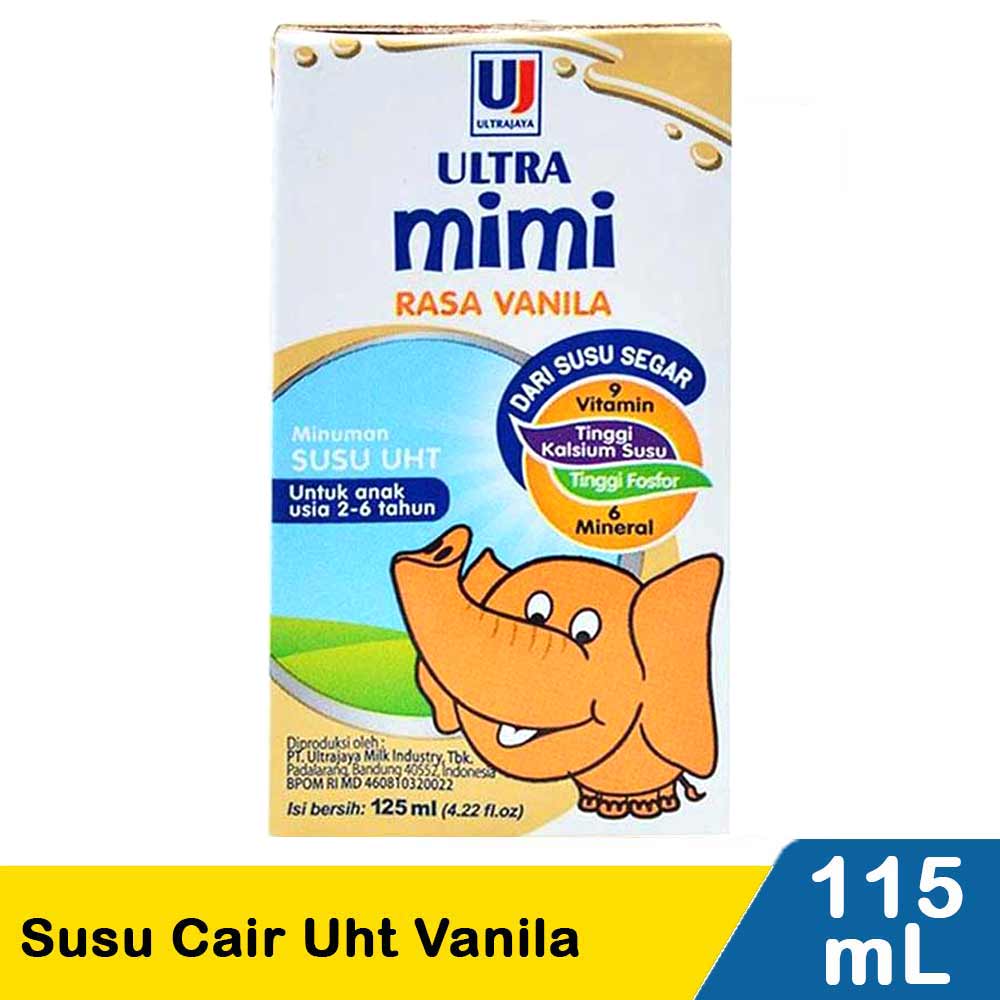 UJ
ULTRAJAYA
ULTRA
mimi
RASA VANILA
DARI SUSU SEGAR
9
Vitamin
Tinggi
Kalsium Susu
Tinggi Fosfor
6
Mineral
Minuman
SUSU UHT
Untuk anak
usia 2-6 tahun
Diproduksi oleh :
PT. Ultrajaya Milk Industry, Tbk.
Padalarang, Bandung 40552, Indonesia
BPOM RI MD 460810320022
Isi bersih: 125 ml (4.22 fl.oz)
115
mL
Susu Cair Uht Vanila